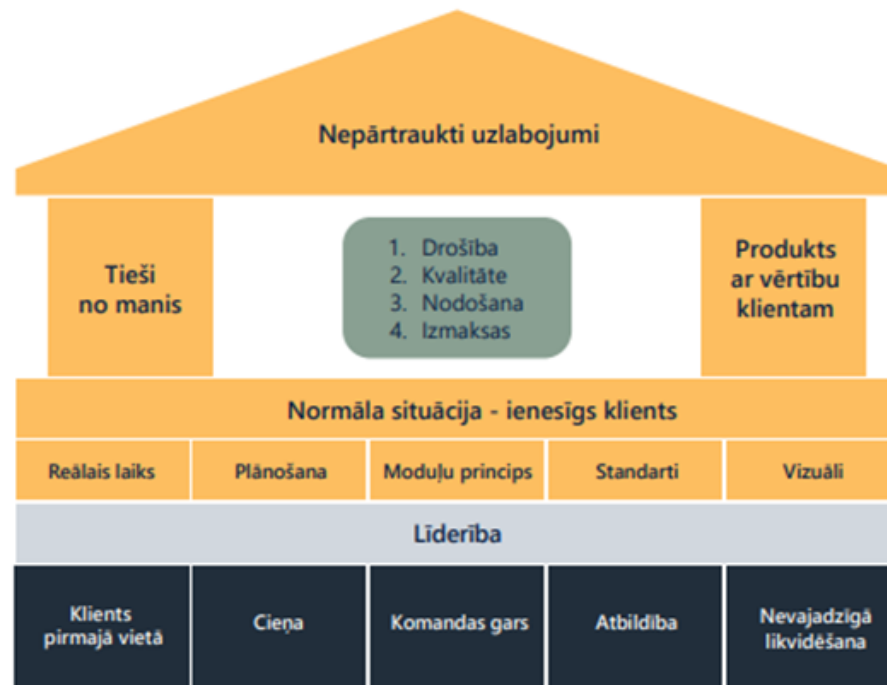 Nepārtraukti uzlabojumi
Tieši
no manis
1. Drošība
2. Kvalitāte
3. Nodošana
4. Izmaksas
Produkts
ar vērtību
klientam
Normāla situācija - ienesīgs klients
Reālais laiks
Plānošana
Moduļu princips
Standarti
Vizuāli
Līderība
Klients
pirmajā vietā
Cieņa
Komandas gars
Atbildība
Nevajadzīgā
likvidēšana